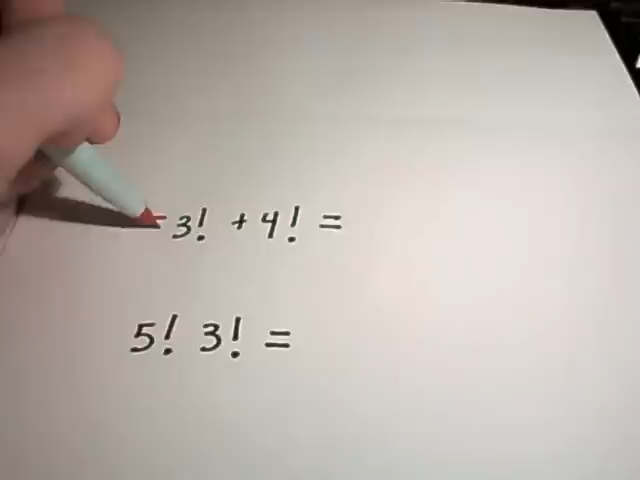 -3! + 4! =
5! 3! =